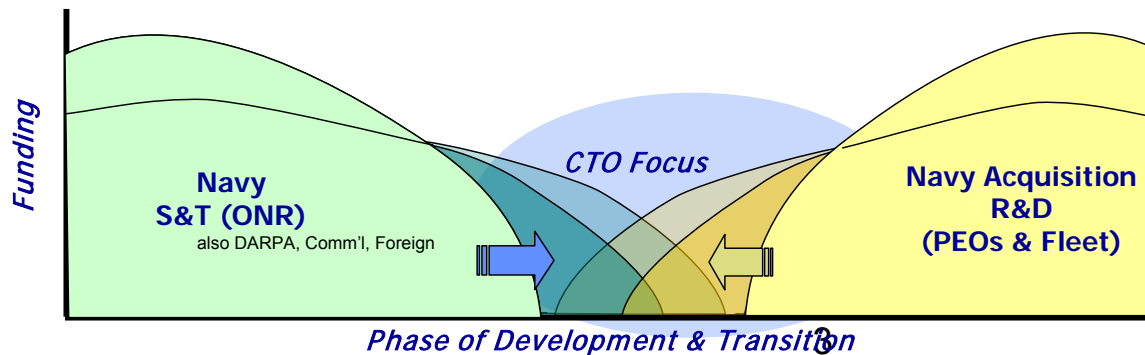 Funding
CTO Focus
Navy
S&T (ONR)
also DARPA, Comm'l, Foreign
Navy Acquisition
R&D
(PEOs & Fleet)
Phase of Development & Transition
3